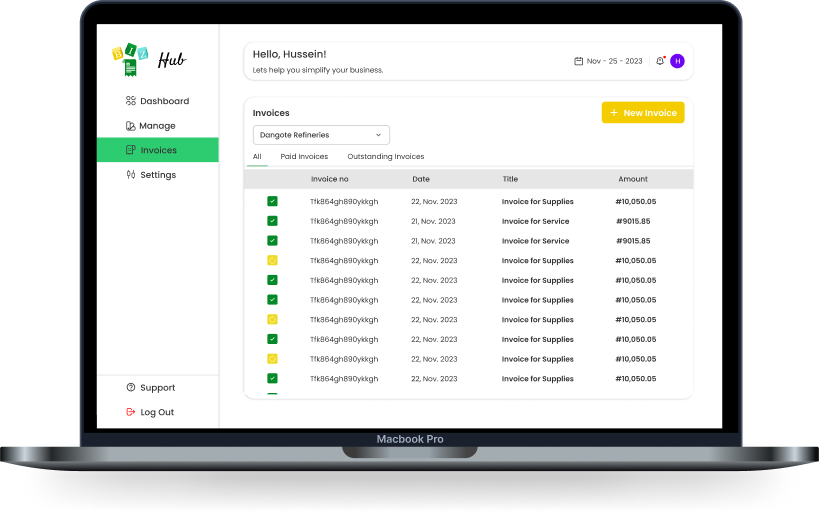 BIZ Hub
Dashboard
Manage
Invoices
Settings
Support
Log Out
Hello, Hussein!
Lets help you simplify your business.
Nov - 25 - 2023
H
Invoices
+ New Invoice
Dangote Refineries
All Paid Invoices Outstanding Invoices
Invoice no Date Title Amount
Tfk864gh890ykkgh 22, Nov. 2023 Invoice for Supplies #10,050.05
Tfk864gh890ykkgh 21, Nov. 2023 Invoice for Service #9015.85
Tfk864gh890ykkgh 21, Nov. 2023 Invoice for Service #9015.85
Tfk864gh890ykkgh 22, Nov. 2023 Invoice for Supplies #10,050.05
Tfk864gh890ykkgh 22, Nov. 2023 Invoice for Supplies #10,050.05
Tfk864gh890ykkgh 22, Nov. 2023 Invoice for Supplies #10,050.05
Tfk864gh890ykkgh 22, Nov. 2023 Invoice for Supplies #10,050.05
Tfk864gh890ykkgh 22, Nov. 2023 Invoice for Supplies #10,050.05
Tfk864gh890ykkgh 22, Nov. 2023 Invoice for Supplies #10,050.05
Tfk864gh890ykkgh 22, Nov. 2023 Invoice for Supplies #10,050.05
Macbook Pro